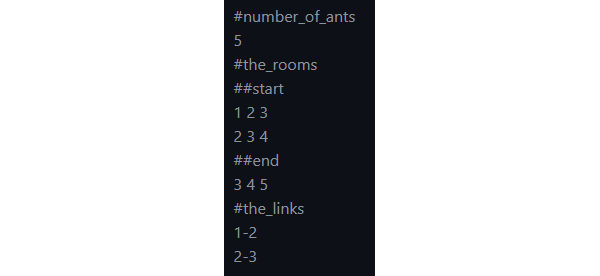 #number_of_ants
5
#the_rooms
##start
1 2 3
2 3 4
##end
3 4 5
#the_links
1-2
2-3